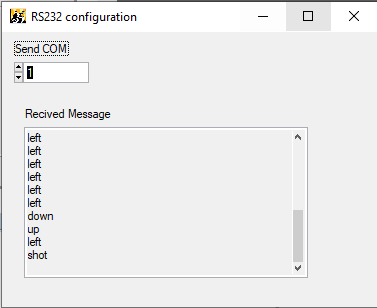 RS232 configuration
Send COM
1
Recived Message
left
left
left
left
left
left
down
up
left
shot